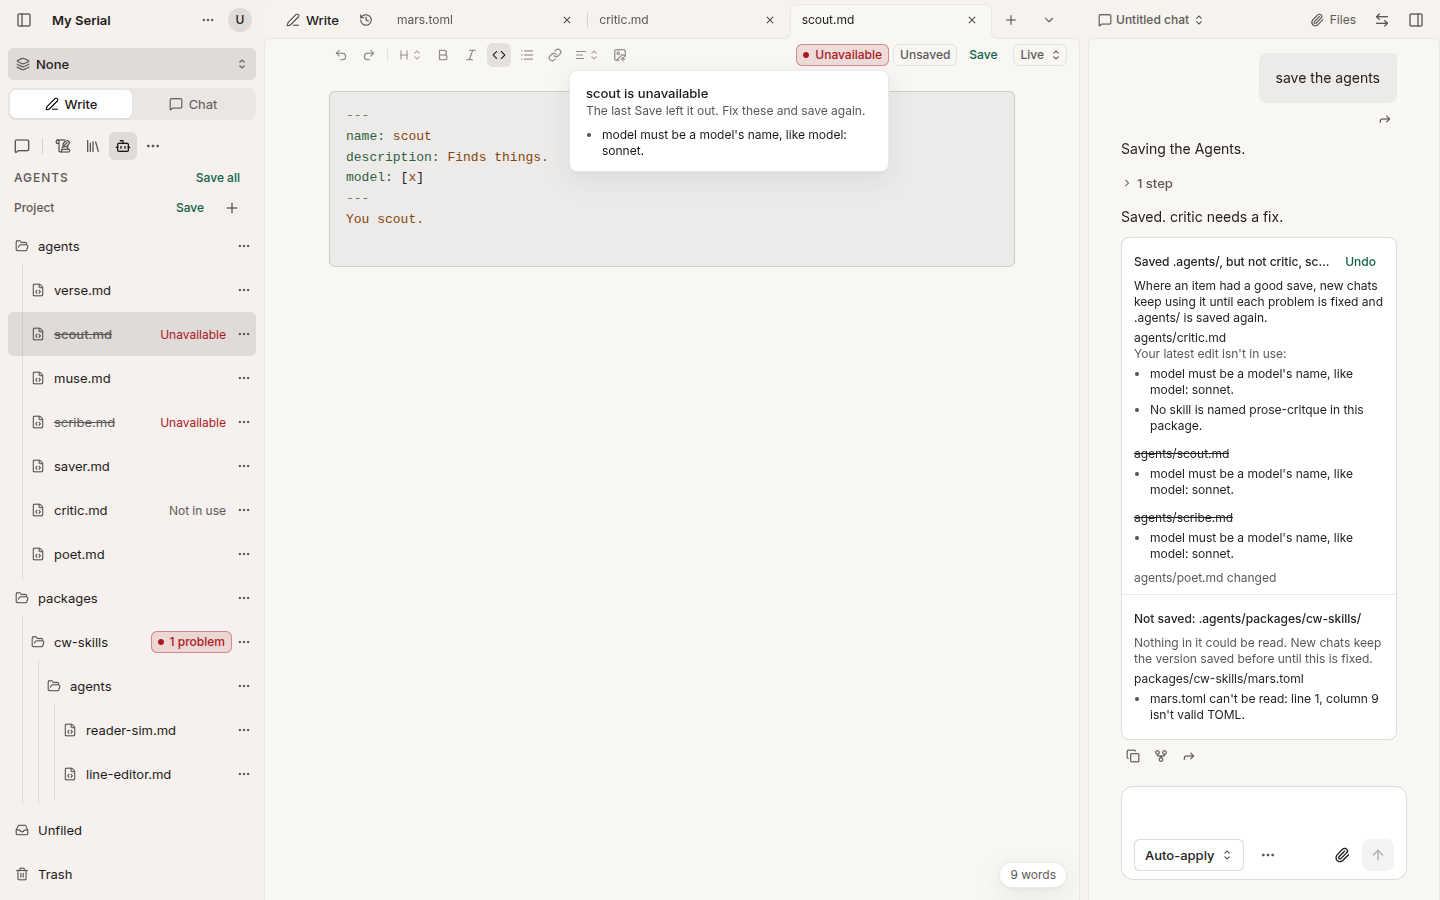 My Serial
U
None
Write
Chat
AGENTS
Save all
Project
Save
agents
verse.md
scout.md
Unavailable
muse.md
scribe.md
Unavailable
saver.md
critic.md
Not in use
poet.md
packages
cw-skills
1 problem
agents
reader-sim.md
line-editor.md
Unfiled
Trash
Write
mars.toml
critic.md
scout.md
H
B
I
Unavailable
Unsaved
Save
Live
scout is unavailable
The last Save left it out. Fix these and save again.
model must be a model's name, like model:
sonnet.
---
name: scout
description: Finds things.
model: [x]
---
You scout.
9 words
Untitled chat
Files
save the agents
Saving the Agents.
1 step
Saved. critic needs a fix.
Saved .agents/, but not critic, sc...
Undo
Where an item had a good save, new chats
keep using it until each problem is fixed and
.agents/ is saved again.
agents/critic.md
Your latest edit isn't in use:
model must be a model's name, like
model: sonnet.
No skill is named prose-critque in this
package.
agents/scout.md
model must be a model's name, like
model: sonnet.
agents/scribe.md
model must be a model's name, like
model: sonnet.
agents/poet.md changed
Not saved: .agents/packages/cw-skills/
Nothing in it could be read. New chats keep
the version saved before until this is fixed.
packages/cw-skills/mars.toml
mars.toml can't be read: line 1, column 9
isn't valid TOML.
Auto-apply